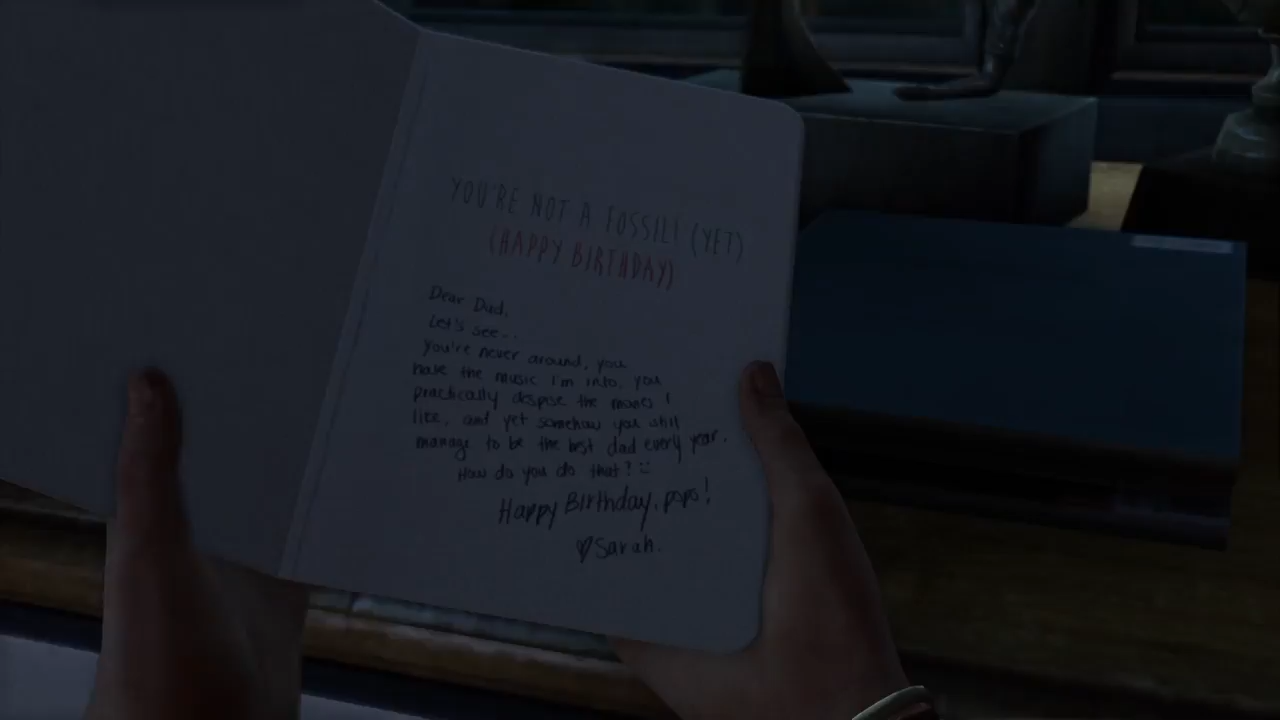 YOU'RE NOT A FOSSIL! (YET)
(HAPPY BIRTHDAY)
Dear Dad,
Let's see...
You're never around, you
hate the music I'm into, you
practically despise the movies I
like, and yet somehow you still
manage to be the best dad every year.
How do you do that? :)
Happy Birthday, pops!
♡ Sarah.